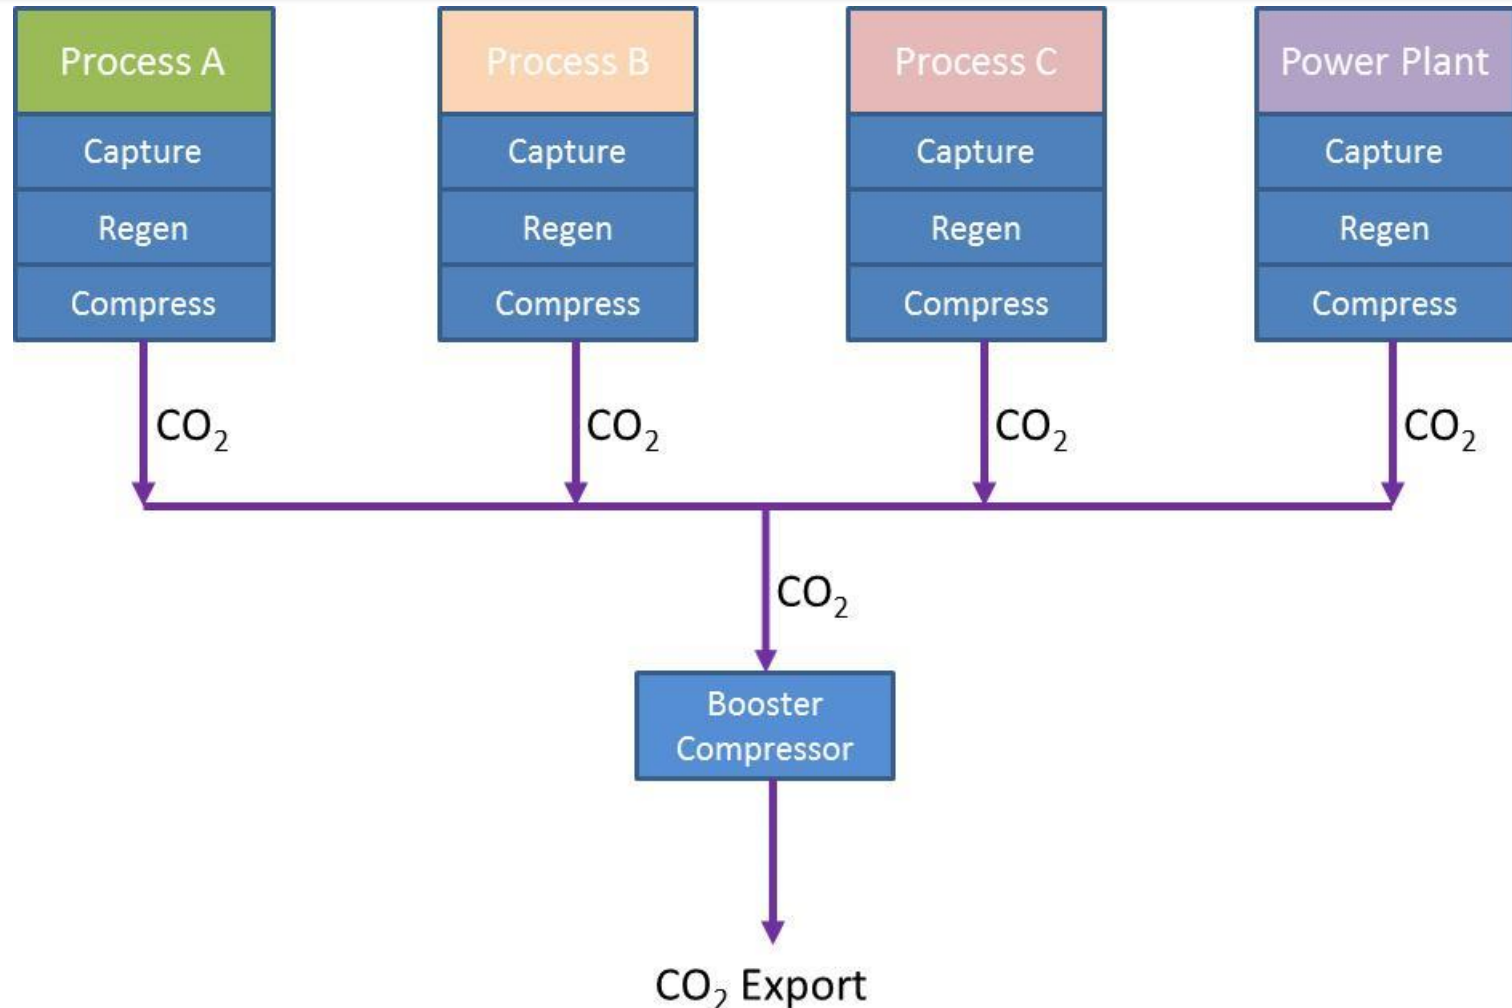 Process A
Process B
Process C
Power Plant
Capture
Capture
Capture
Capture
Regen
Regen
Regen
Regen
Compress
Compress
Compress
Compress
CO₂
CO₂
CO₂
CO₂
CO₂
Booster
Compressor
CO₂ Export